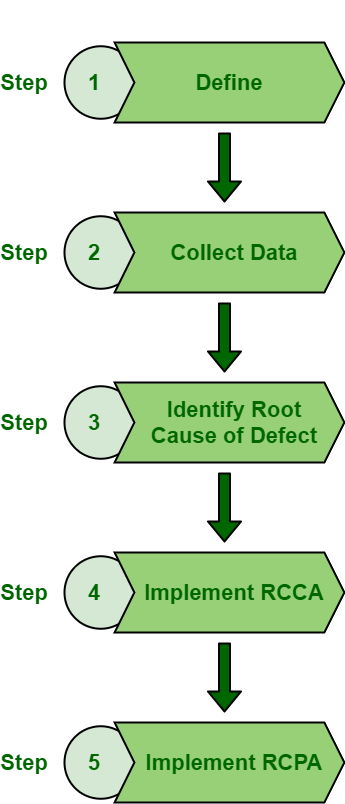 Step 1 Define
Step 2 Collect Data
Step 3 Identify Root
Cause of Defect
Step 4 Implement RCCA
Step 5 Implement RCPA